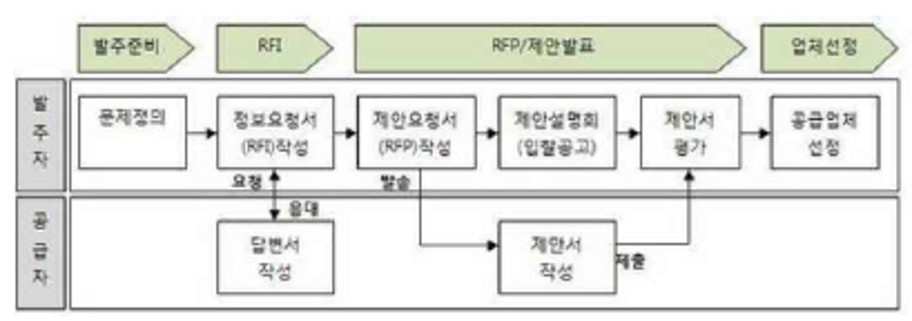 발주준비
RFI
RFP/제안발표
업체선정
발
주
자
문제정의
정보요청서
(RFI)작성
제안요청서
(RFP)작성
제안설명회
(입찰공고)
제안서
평가
공급업체
선정
요청
발송
응대
공
급
자
답변서
작성
제안서
작성
제출